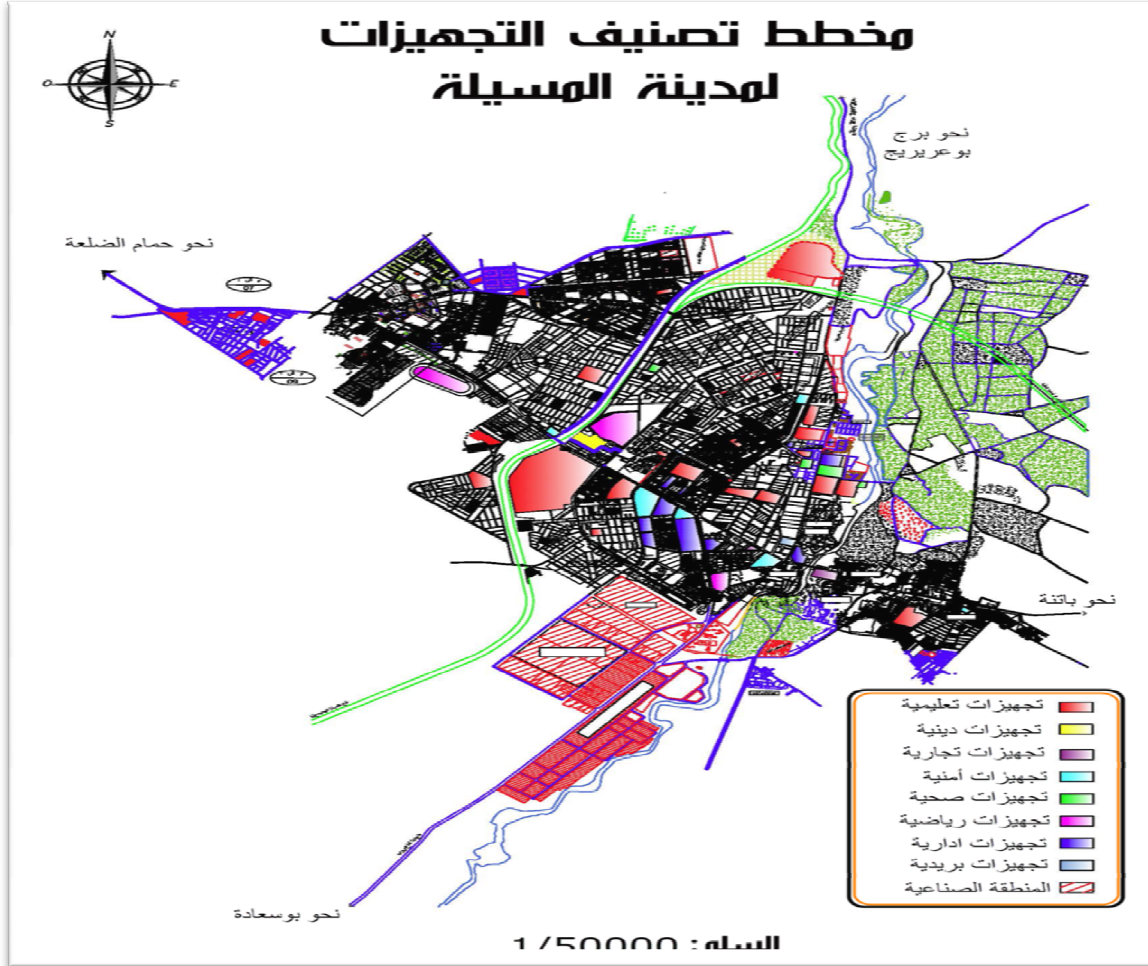 مخطط تصنيف التجهيزات
لمدينة المسيلة
N
O
E
S
نحو برج
بوعريريج
نحو حمام الضلعة
نحو باتنة
نحو بوسعادة
تجهيزات تعليمية
تجهيزات دينية
تجهيزات تجارية
تجهيزات أمنية
تجهيزات صحية
تجهيزات رياضية
تجهيزات ادارية
تجهيزات بريدية
المنطقة الصناعية
السلم: 1/50000